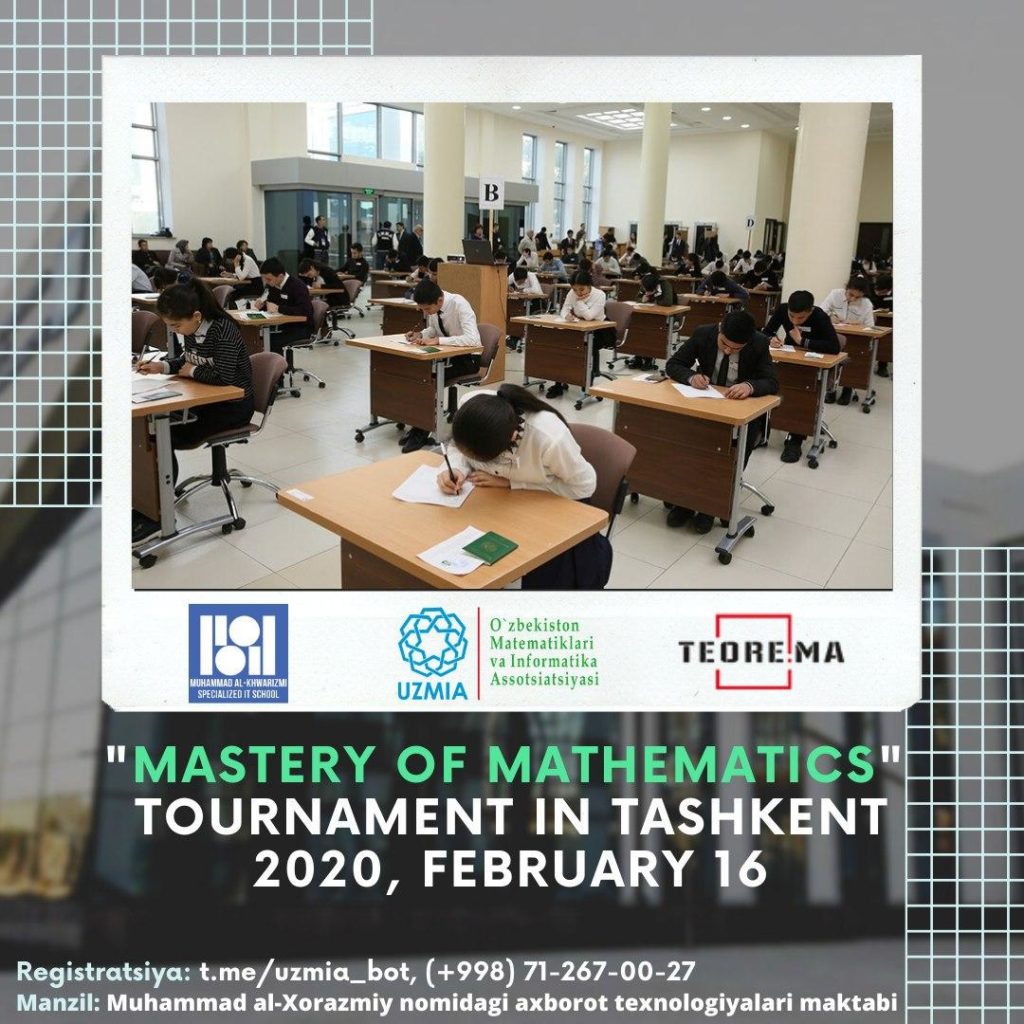 B
D
MUHAMMAD AL-KHWARIZMI
SPECIALIZED IT SCHOOL
UZMIA
O`zbekiston
Matematiklari
va Informatika
Assotsiatsiyasi
TEORE.MA
"MASTERY OF MATHEMATICS"
TOURNAMENT IN TASHKENT
2020, FEBRUARY 16
Registratsiya: t.me/uzmia_bot, (+998) 71-267-00-27
Manzil: Muhammad al-Xorazmiy nomidagi axborot texnologiyalari maktabi